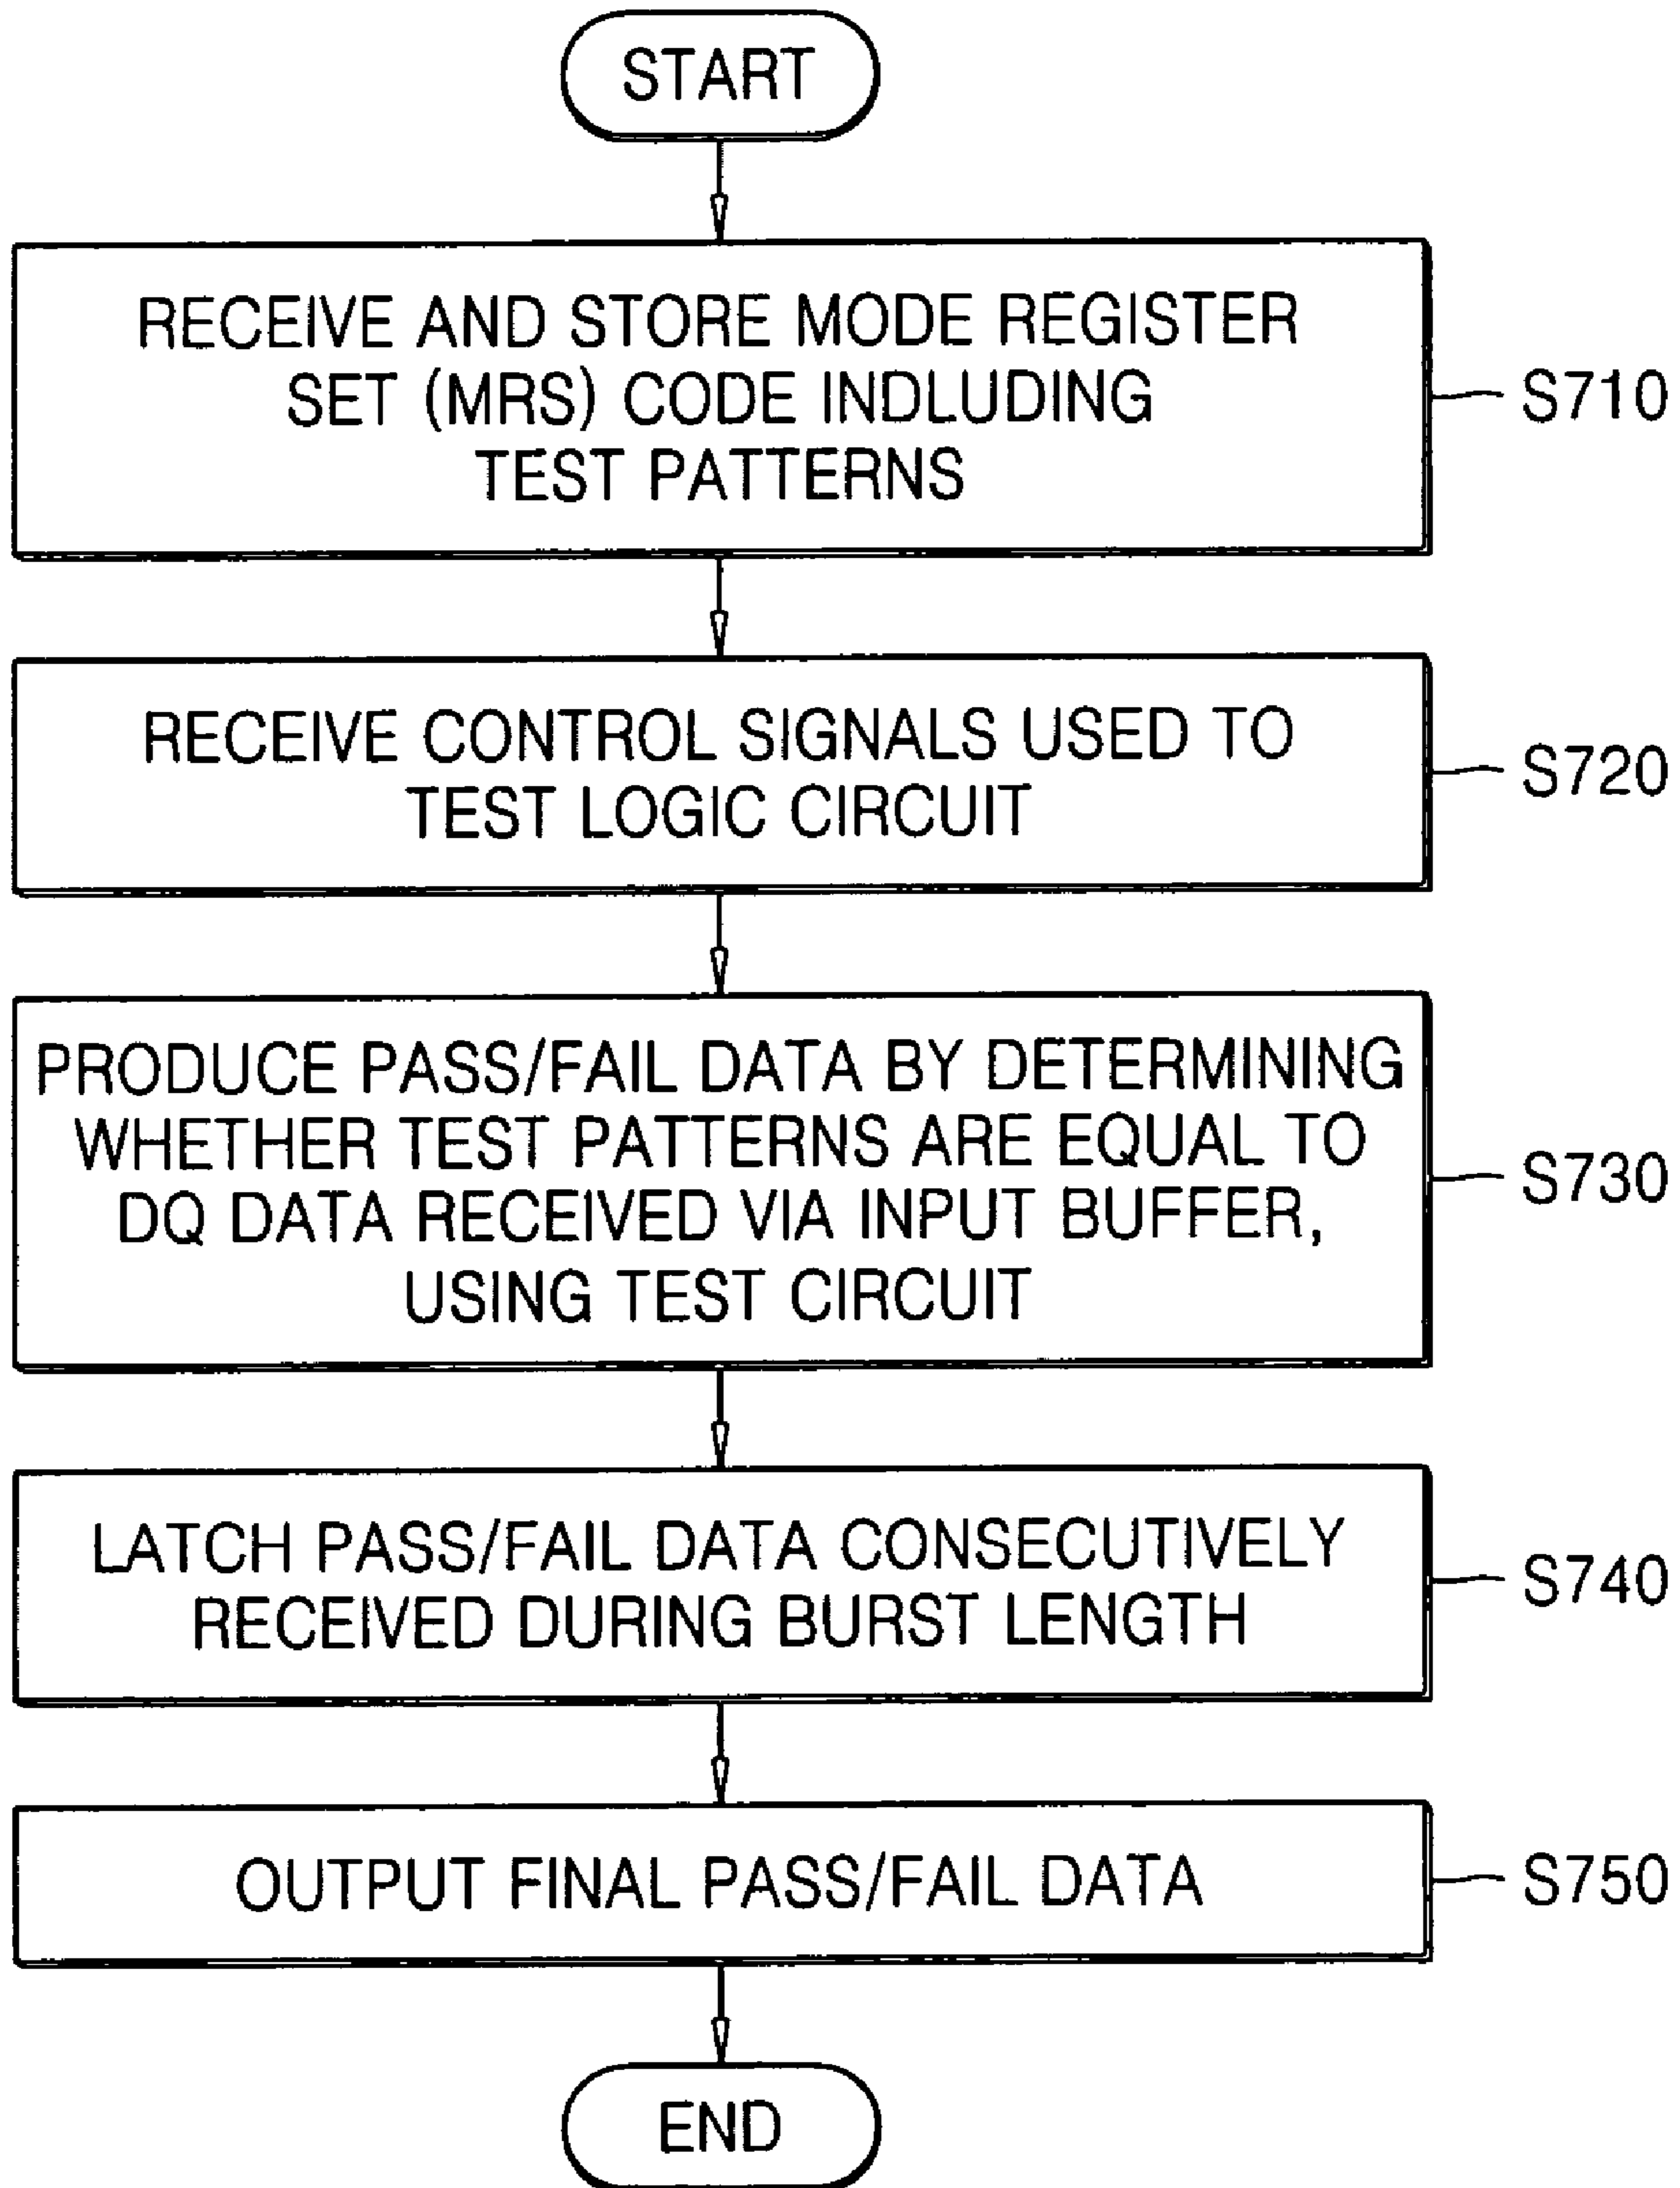 START
RECEIVE AND STORE MODE REGISTER
SET (MRS) CODE INDLUDING
TEST PATTERNS
S710
RECEIVE CONTROL SIGNALS USED TO
TEST LOGIC CIRCUIT
S720
PRODUCE PASS/FAIL DATA BY DETERMINING
WHETHER TEST PATTERNS ARE EQUAL TO
DQ DATA RECEIVED VIA INPUT BUFFER,
USING TEST CIRCUIT
S730
LATCH PASS/FAIL DATA CONSECUTIVELY
RECEIVED DURING BURST LENGTH
S740
OUTPUT FINAL PASS/FAIL DATA
S750
END